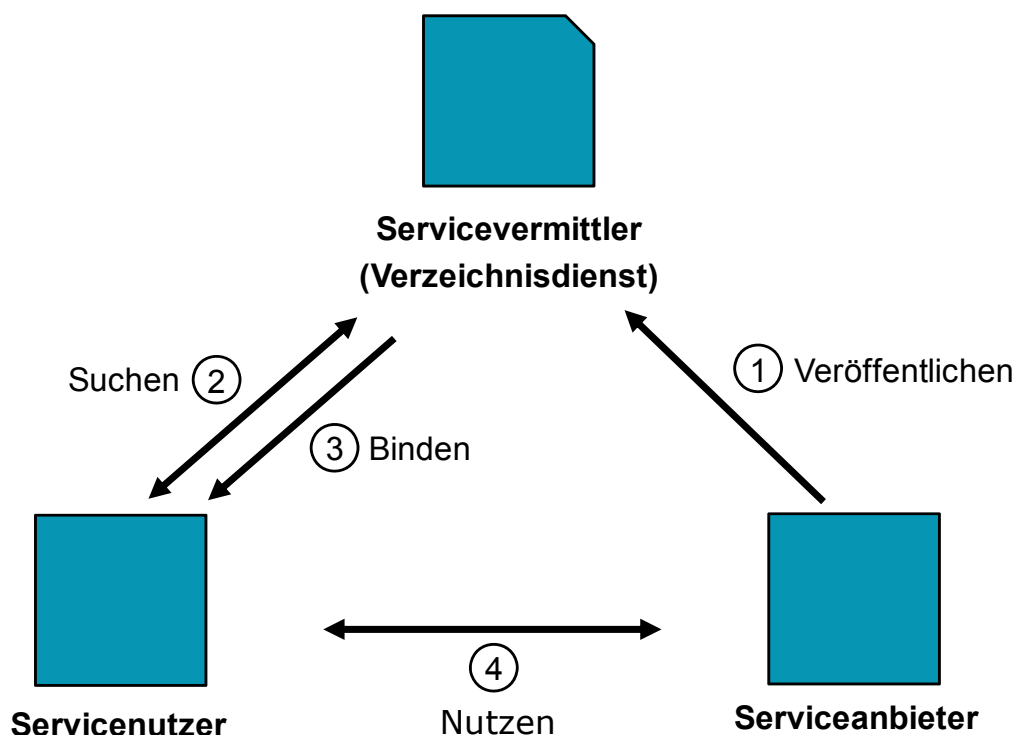 Servicevermittler
(Verzeichnisdienst)
Suchen 2
1 Veröffentlichen
3 Binden
4
Nutzen
Servicenutzer
Serviceanbieter